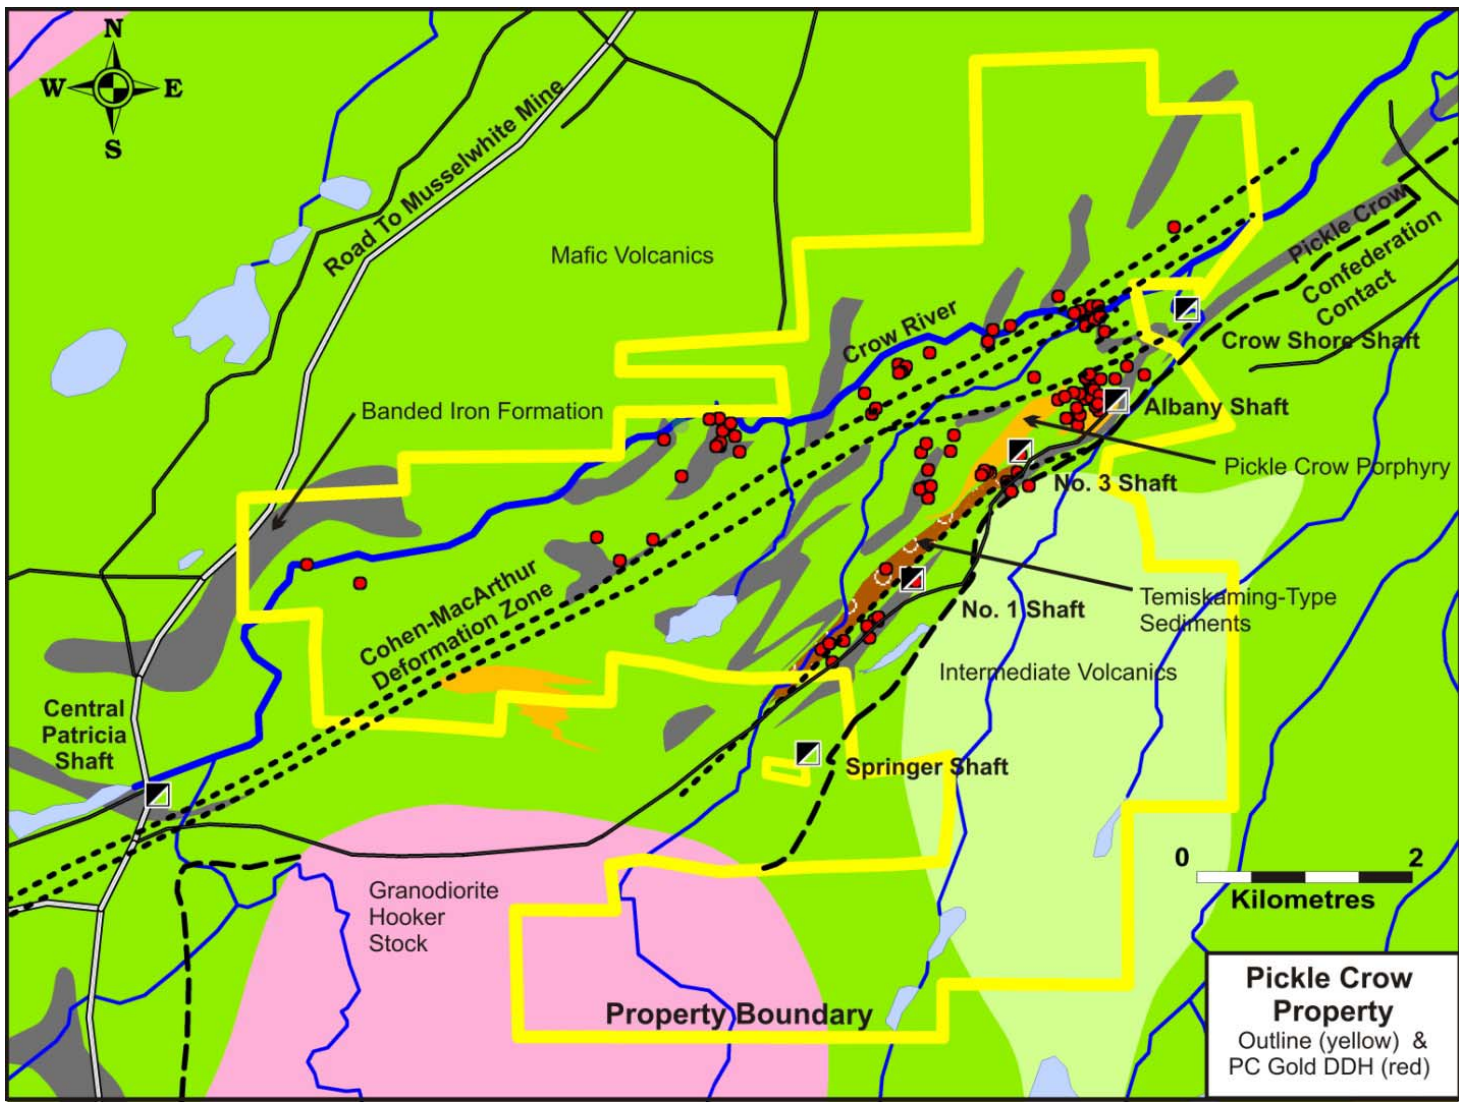 N
W
E
S
Road To Musselwhite Mine
Mafic Volcanics
Crow River
Pickle Crow
Confederation
Contact
Crow Shore Shaft
Banded Iron Formation
Albany Shaft
Pickle Crow Porphyry
No. 3 Shaft
Cohen-MacArthur
Deformation Zone
No. 1 Shaft
Temiskaming-Type
Sediments
Intermediate Volcanics
Central
Patricia
Shaft
Springer Shaft
0
2
Kilometres
Granodiorite
Hooker
Stock
Property Boundary
Pickle Crow
Property
Outline (yellow) &
PC Gold DDH (red)